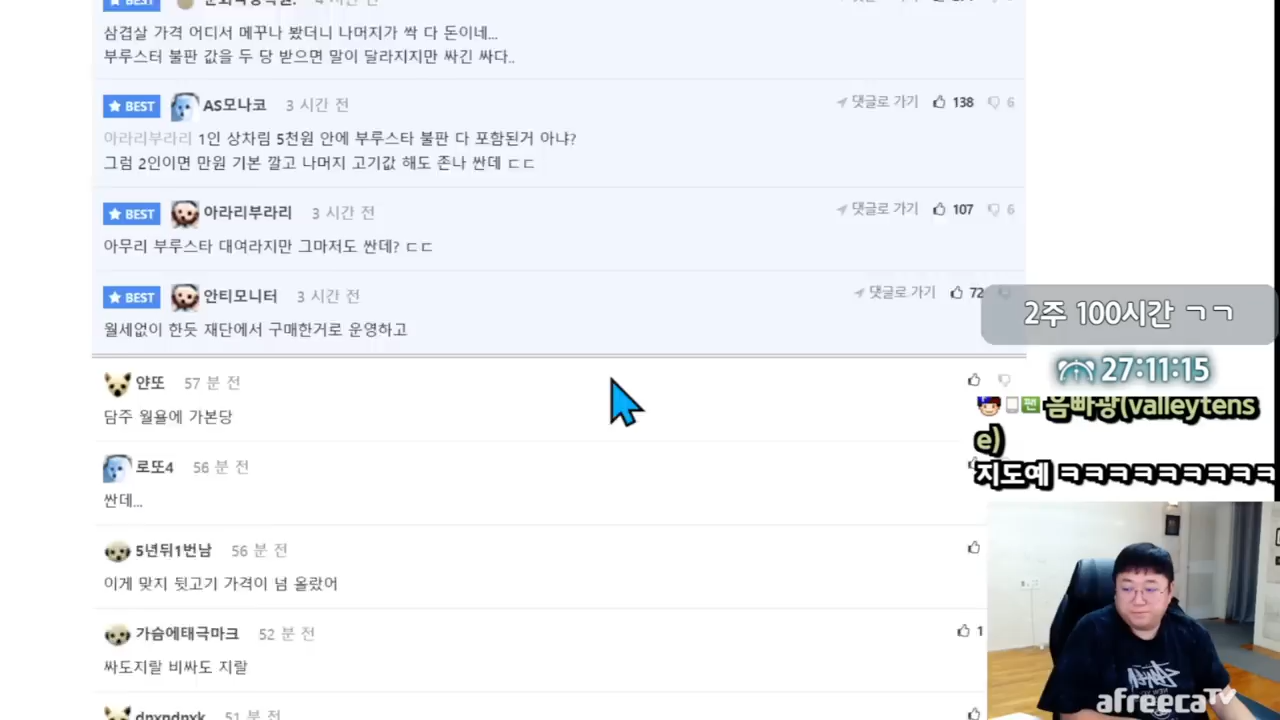 BEST
삼겹살 가격 어디서 메꾸나 봤더니 나머지가 싹 다 돈이네...
부루스터 불판 값을 두 당 받으면 말이 달라지지만 싸긴 싸다..
BEST AS모나코 3 시간 전 댓글로 가기 138 6
아라리부라리 1인 상차림 5천원 안에 부루스타 불판 다 포함된거 아냐?
그럼 2인이면 만원 기본 깔고 나머지 고기값 해도 존나 싼데 ㄷㄷ
BEST 아라리부라리 3 시간 전 댓글로 가기 107 6
아무리 부루스타 대여라지만 그마저도 싼데? ㄷㄷ
BEST 안티모니터 3 시간 전 댓글로 가기 72
월세없이 한듯 재단에서 구매한거로 운영하고
2주 100시간 ㄱㄱ
27:11:15
얀또 57 분 전
담주 월욜에 가본당
팬 음빠광(valleytens
e)
지도예 ㅋㅋㅋㅋㅋㅋㅋㅋㅋ
로또4 56 분 전
싼데...
5년뒤1번남 56 분 전
이게 맞지 뒷고기 가격이 넘 올랐어
가슴에태극마크 52 분 전 1
싸도지랄 비싸도 지랄
dnxndnxk 51 분 전
afreecaTV